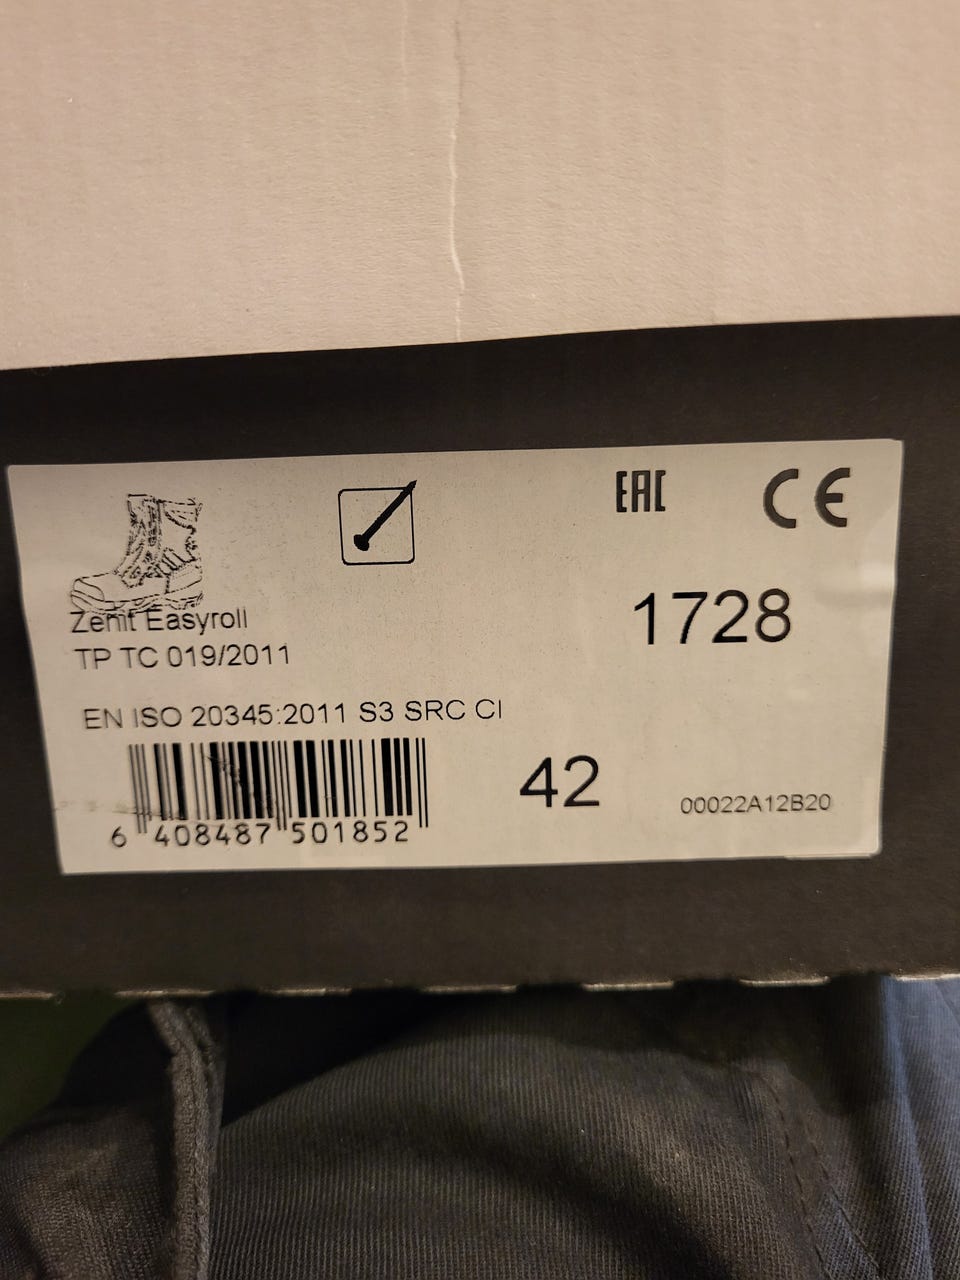 EAC CE
1728
Zenit Easyroll
TP TC 019/2011
EN ISO 20345:2011 S3 SRC CI
42
00022A12B20
6 408487 501852